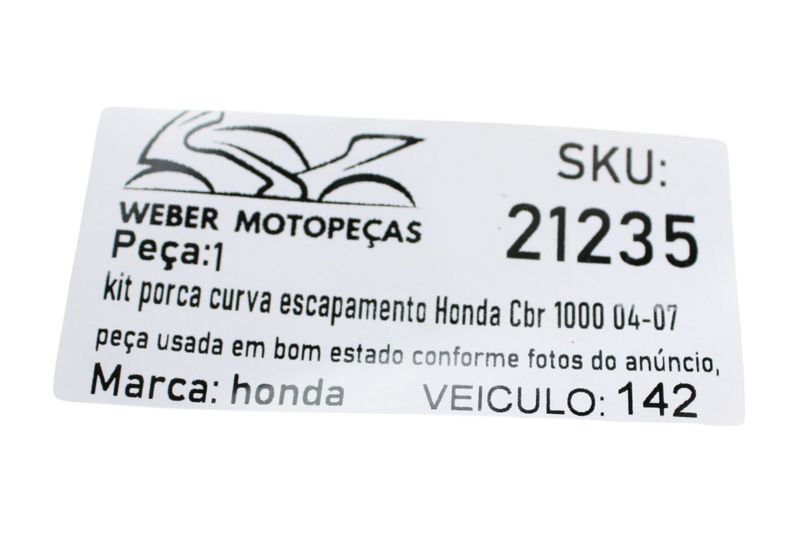 WEBER MOTOPEÇAS
SKU:
21235
Peça:1
kit porca curva escapamento Honda Cbr 1000 04-07
peça usada em bom estado conforme fotos do anúncio,
Marca: honda VEICULO: 142